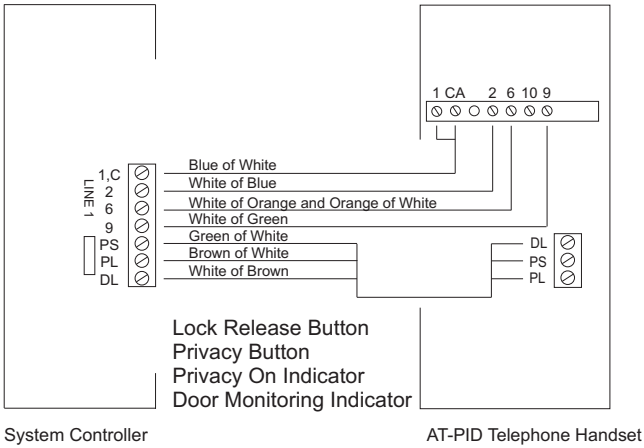 1 CA 2 6 10 9
Blue of White
1,C
White of Blue
2
White of Orange and Orange of White
6
White of Green
9
Green of White
PS
Brown of White
PL
White of Brown
DL
LINE 1
DL
PS
PL
Lock Release Button
Privacy Button
Privacy On Indicator
Door Monitoring Indicator
System Controller
AT-PID Telephone Handset